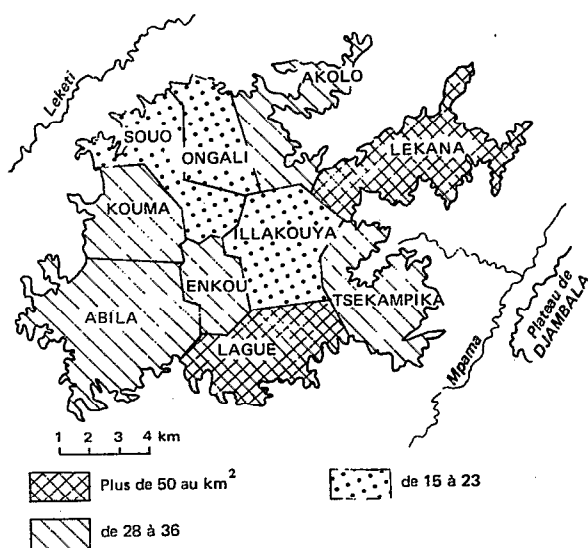 AKOLO
Leketi
SOUO
ONGALI
LEKANA
KOUMA
ILLAKOUYA
ENKOU
TSEKAMPIKA
ABILA
LAGUE
Mpama
Plateau de
DJAMBALA
1 2 3 4 km
Plus de 50 au km²
de 15 à 23
de 28 à 36